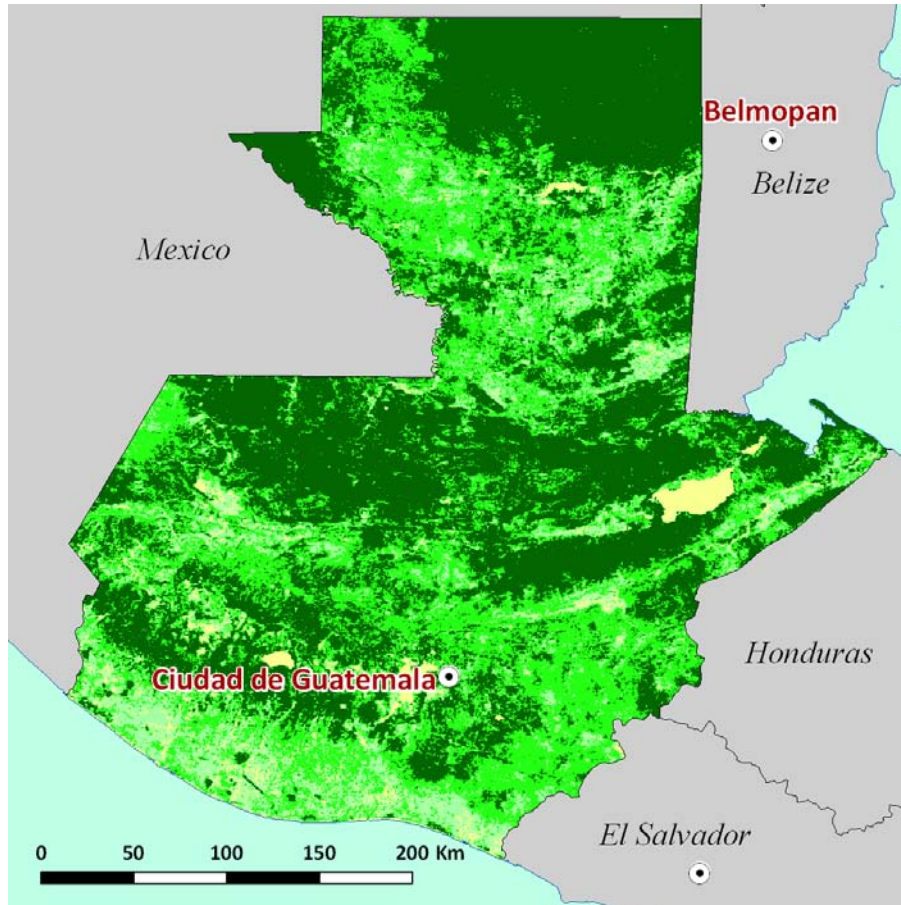 Belmopan
Belize
Mexico
Honduras
Ciudad de Guatemala
El Salvador
0 50 100 150 200 Km